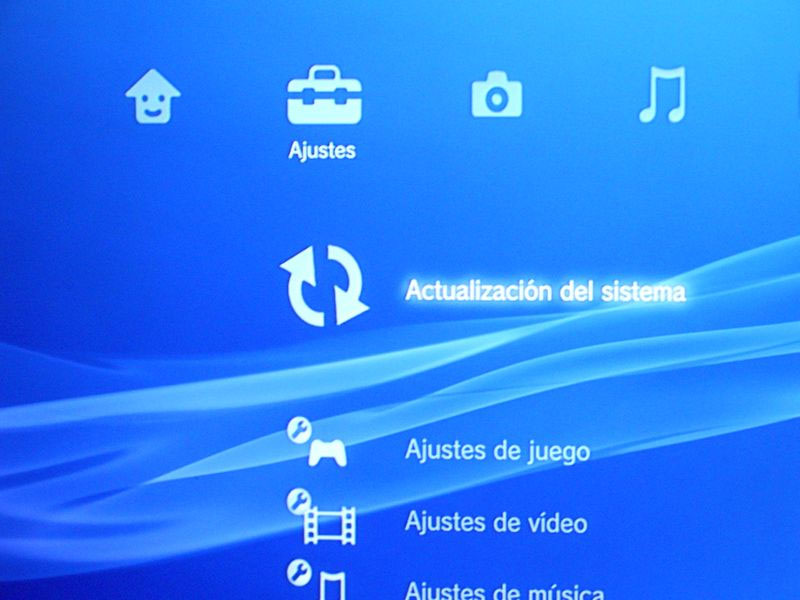 Ajustes
Actualización del sistema
Ajustes de juego
Ajustes de vídeo
Ajustes de música